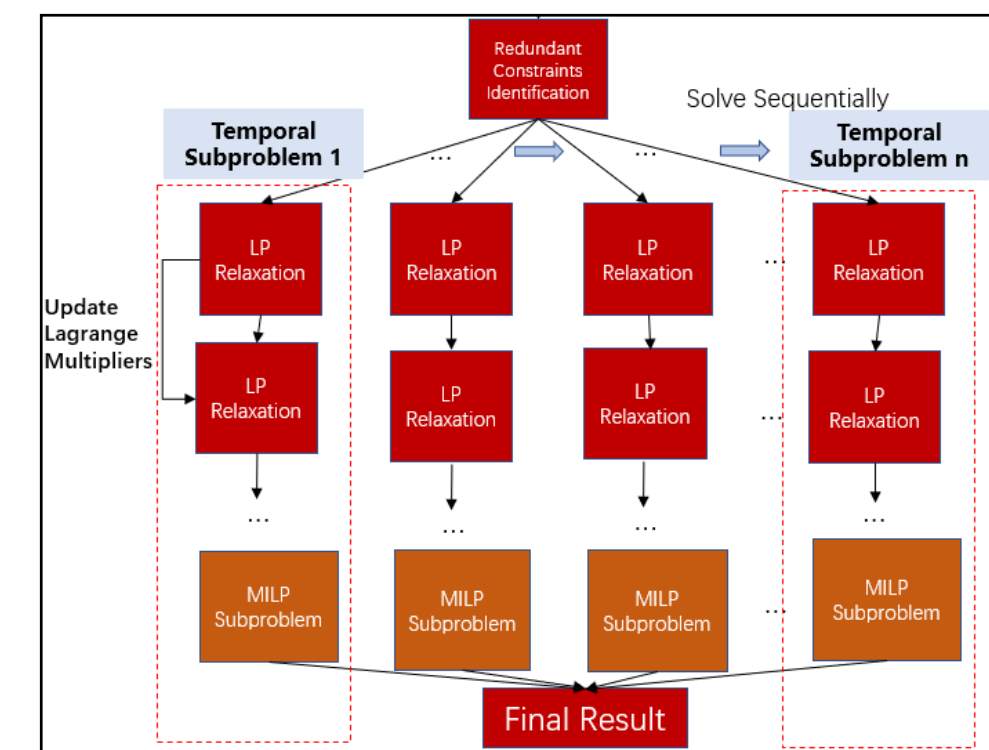 Redundant
Constraints
Identification
Solve Sequentially
Temporal
Subproblem 1
...
...
Temporal
Subproblem n
LP
Relaxation
LP
Relaxation
LP
Relaxation
...
LP
Relaxation
Update
Lagrange
Multipliers
LP
Relaxation
LP
Relaxation
LP
Relaxation
...
LP
Relaxation
...
...
...
...
MILP
Subproblem
MILP
Subproblem
MILP
Subproblem
...
MILP
Subproblem
Final Result